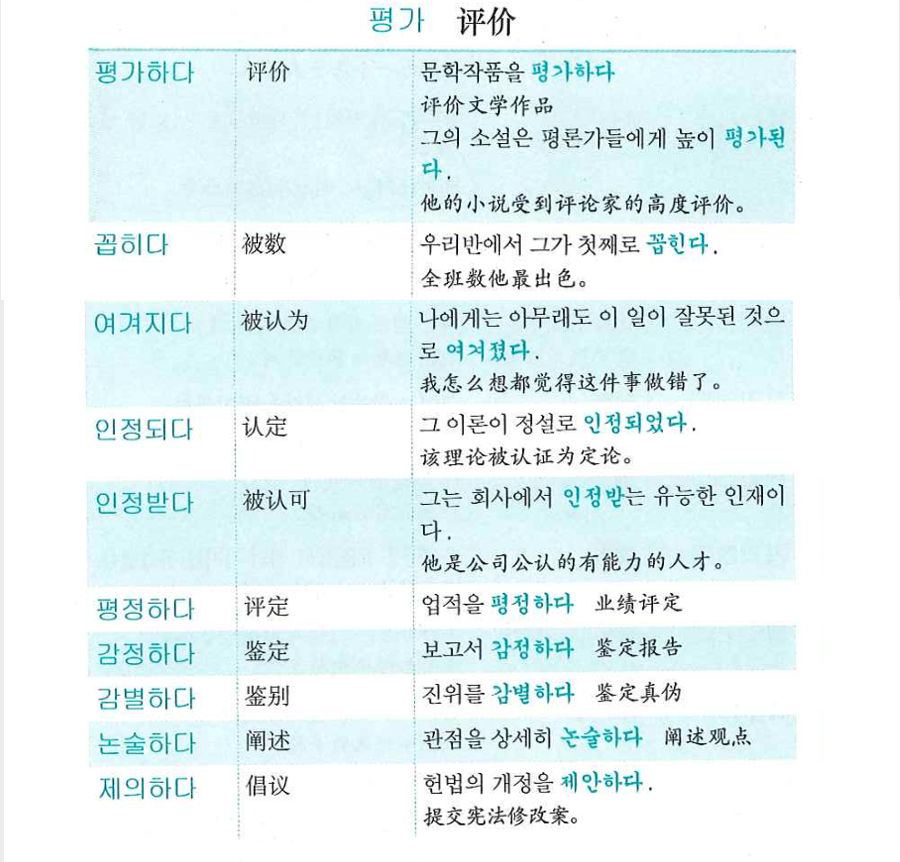 평가 评价
평가하다 评价 문학작품을 평가하다
评价文学作品
그의 소설은 평론가들에게 높이 평가된
다.
他的小说受到评论家的高度评价。
꼽히다 被数 우리반에서 그가 첫째로 꼽힌다.
全班数他最出色。
여겨지다 被认为 나에게는 아무래도 이 일이 잘못된 것으
로 여겨졌다.
我怎么想都觉得这件事做错了。
인정되다 认定 그 이론이 정설로 인정되었다.
该理论被认证为定论。
인정받다 被认可 그는 회사에서 인정받는 유능한 인재이
다.
他是公司公认的有能力的人才。
평정하다 评定 업적을 평정하다 业绩评定
감정하다 鉴定 보고서 감정하다 鉴定报告
감별하다 鉴别 진위를 감별하다 鉴定真伪
논술하다 阐述 관점을 상세히 논술하다 阐述观点
제의하다 倡议 헌법의 개정을 제안하다.
提交宪法修改案。